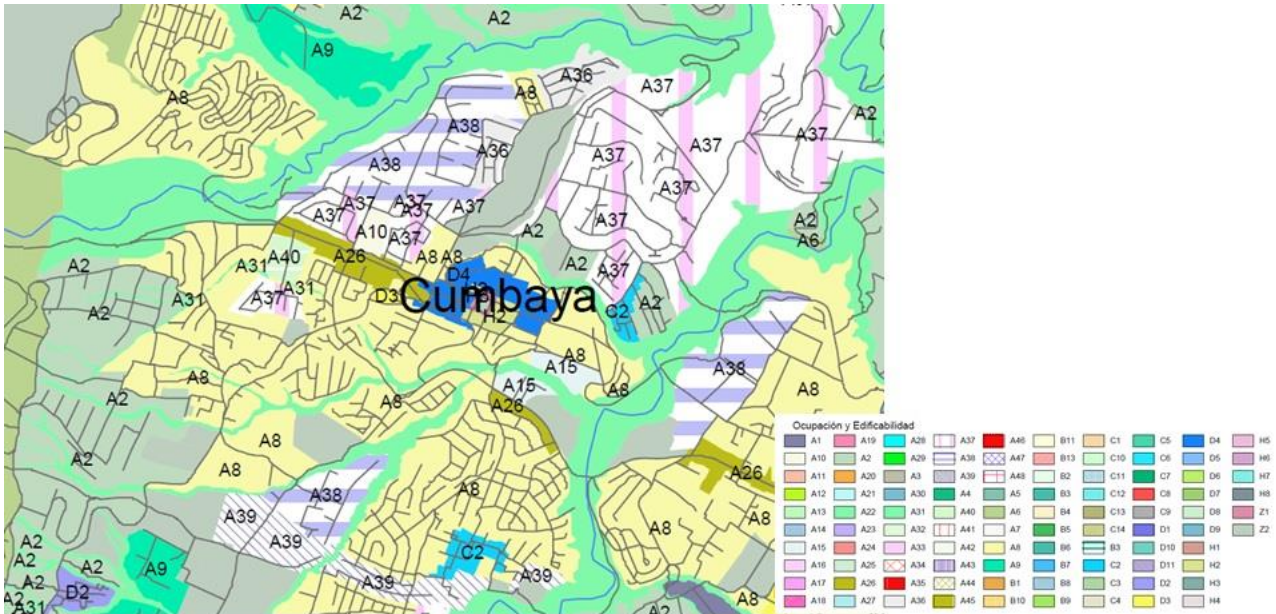 A2
A2
A9
A8
A36
A8
A37
A2
A38
A36
A37
A37
A37
A38
A37
A37
A37
A37
A37
A37
A37
A10
A37
A2
A2
A6
A40
A26
A8
A8
A31
A2
A2
A37
A31
A37
D4
D3
Cumbaya
H2
C2
A2
A31
A2
A8
A15
A38
A8
A15
A8
A8
A2
A8
A26
A8
A2
A8
A8
A26
A38
A8
A39
A8
A39
A8
A2
A2
A9
A2
C2
A39
A39
A2
D2
A2
A31
A2
A8
Ocupación y Edificabilidad
A1 A19 A28 A37 A46 B11 C1 C5 D4 H5
A10 A2 A29 A38 A47 B13 C10 C6 D5 H6
A11 A20 A3 A39 A48 B2 C11 C7 D6 H7
A12 A21 A30 A4 A5 B3 C12 C8 D7 H8
A13 A22 A31 A40 A6 B4 C13 C9 D8 Z1
A14 A23 A32 A41 A7 B5 C14 D1 D9 Z2
A15 A24 A33 A42 A8 B6 B3 D10 H1
A16 A25 A34 A43 A9 B7 C2 D11 H2
A17 A26 A35 A44 B1 B8 C3 D2 H3
A18 A27 A36 A45 B10 B9 C4 D3 H4